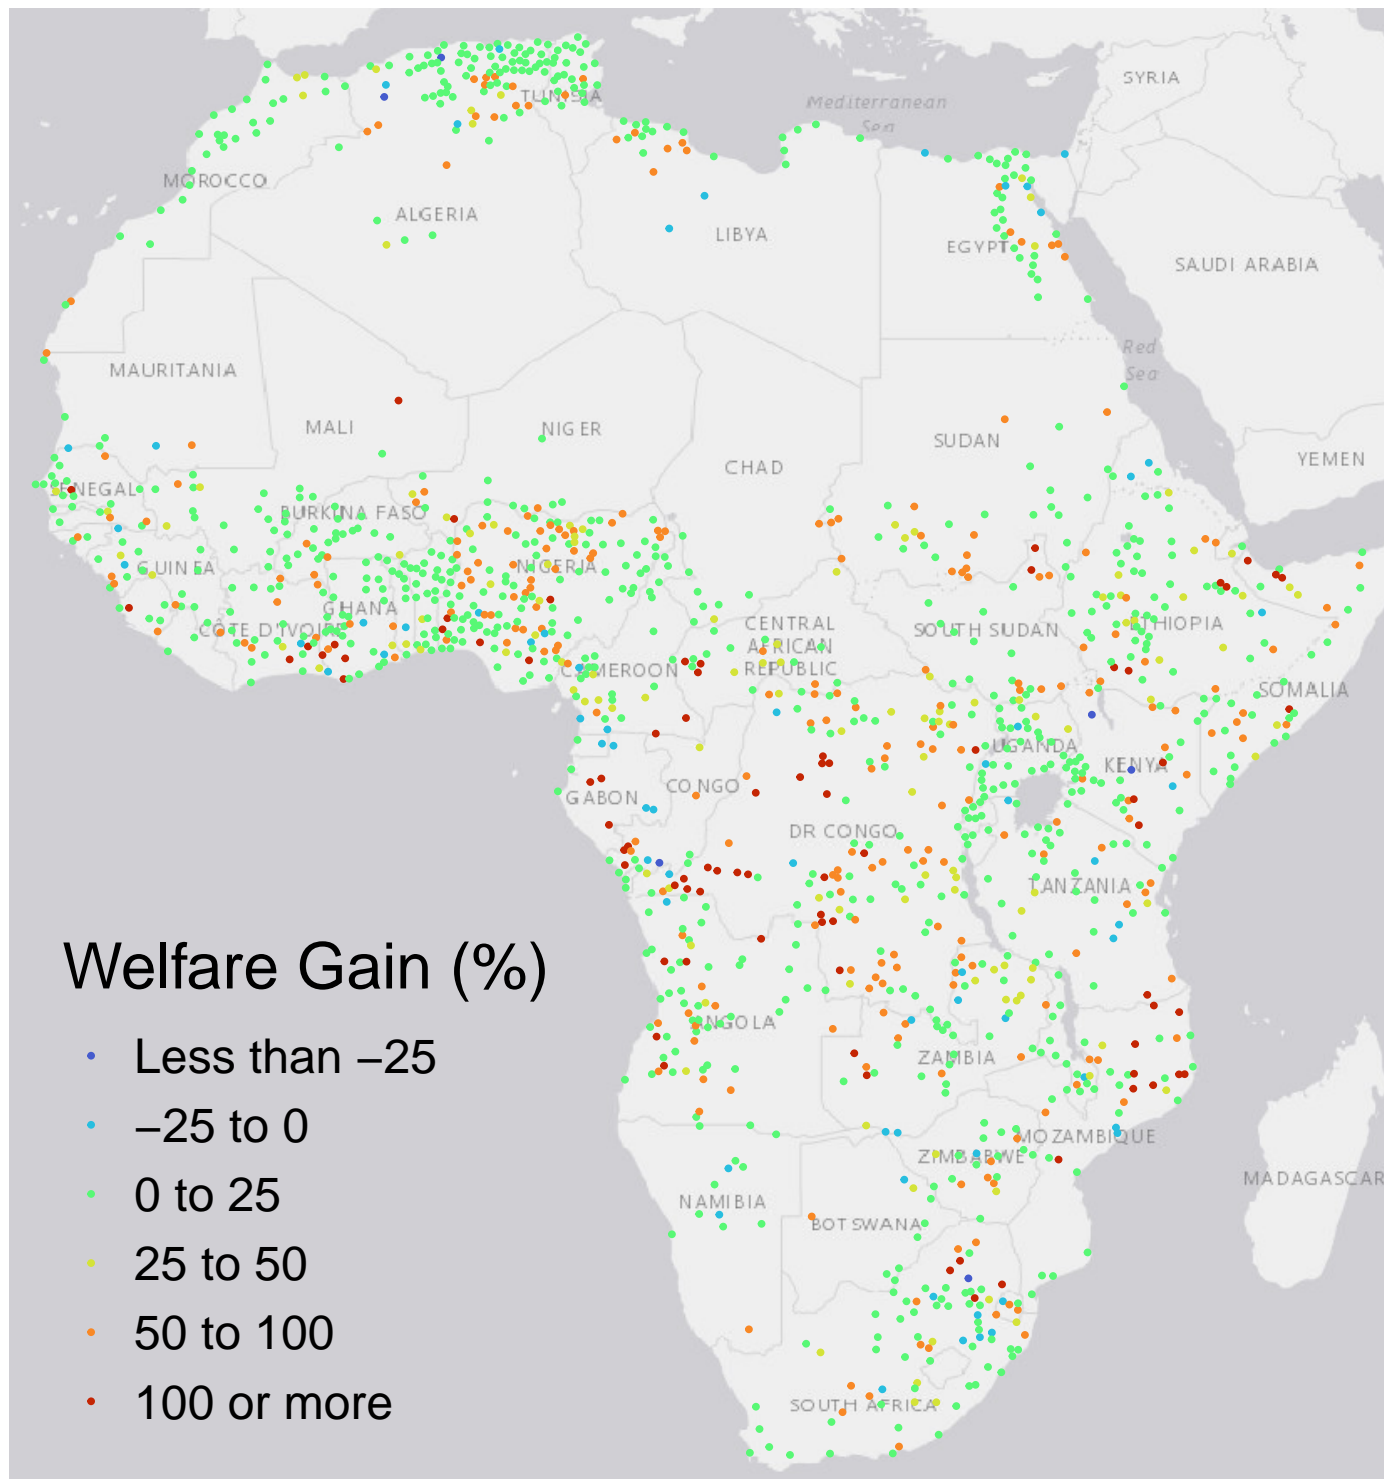 SYRIA
Mediterranean
Sea
TUNISIA
MOROCCO
ALGERIA
LIBYA
EGYPT
SAUDI ARABIA
Red
Sea
MAURITANIA
MALI
NIGER
CHAD
SUDAN
YEMEN
SENEGAL
BURKINA FASO
GUINEA
NIGERIA
GHANA
CÔTE D'IVOIRE
CENTRAL
AFRICAN
REPUBLIC
SOUTH SUDAN
ETHIOPIA
CAMEROON
SOMALIA
UGANDA
KENYA
GABON
CONGO
DR CONGO
TANZANIA
Welfare Gain (%)
Less than −25
−25 to 0
0 to 25
25 to 50
50 to 100
100 or more
ANGOLA
ZAMBIA
MOZAMBIQUE
ZIMBABWE
MADAGASCAR
NAMIBIA
BOTSWANA
SOUTH AFRICA